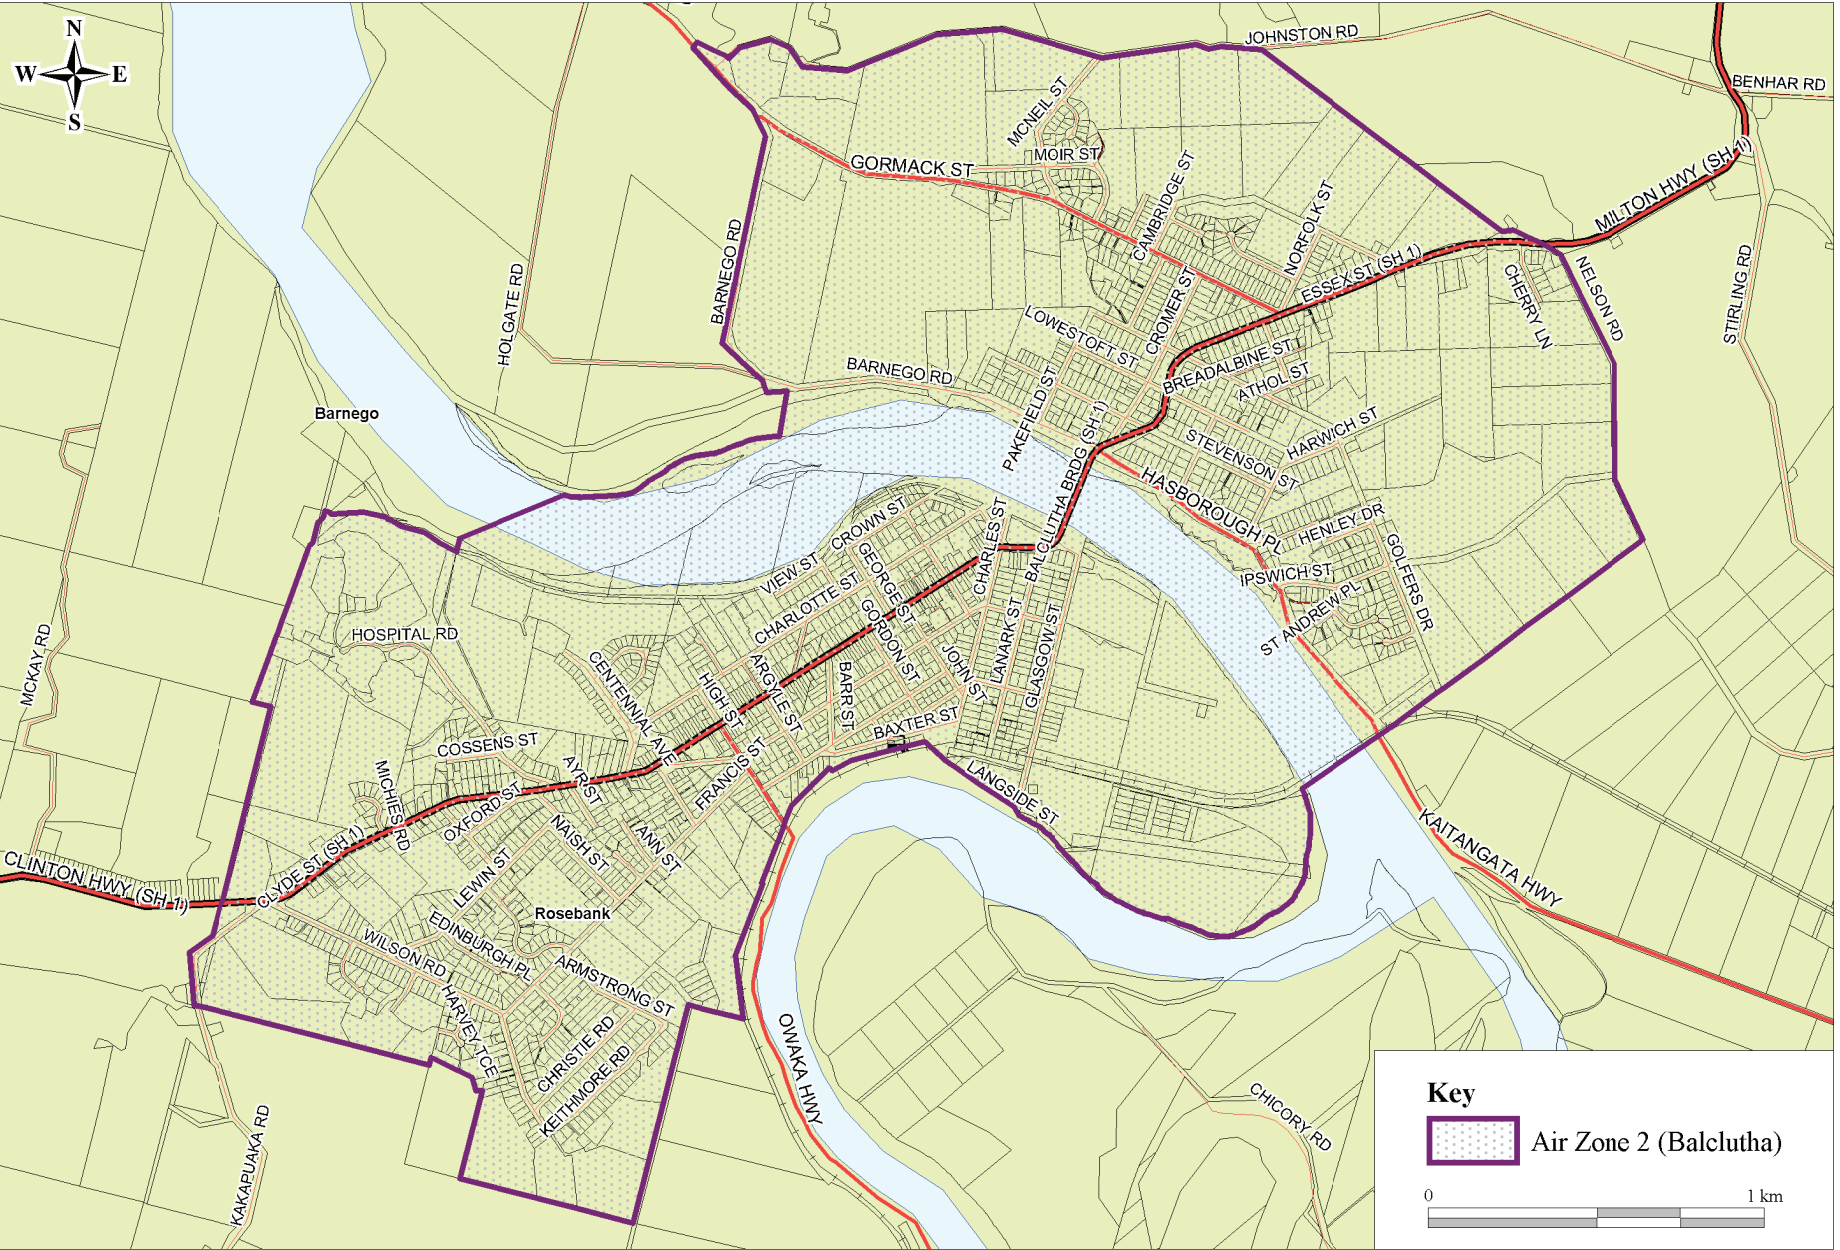 N
W E
S
JOHNSTON RD
BENHAR RD
MCNEIL ST
MOIR ST
GORMACK ST
CAMBRIDGE ST
NORFOLK ST
MILTON HWY (SH 1)
ESSEX ST (SH 1)
NELSON RD
CHERRY LN
STIRLING RD
BARNEGO RD
HOLGATE RD
CROMER ST
LOWESTOFT ST
BREADALBINE ST
ATHOL ST
BARNEGO RD
PAKEFIELD ST
HARWICH ST
STEVENSON ST
Barnego
BALCLUTHA BRDG (SH 1)
HASBOROUGH PL
HENLEY DR
GOLFERS DR
IPSWICH ST
ST ANDREW PL
CROWN ST
VIEW ST
GEORGE ST
CHARLES ST
CHARLOTTE ST
GORDON ST
LANARK ST
GLASGOW ST
JOHN ST
HOSPITAL RD
MCKAY RD
CENTENNIAL AVE
HIGH ST
ARGYLE ST
BARR ST
BAXTER ST
COSSENS ST
AYR ST
FRANCIS ST
LANGSIDE ST
MICHIES RD
OXFORD ST
NAISH ST
ANN ST
KAITANGATA HWY
CLINTON HWY (SH 1)
CLYDE ST (SH 1)
LEWIN ST
Rosebank
EDINBURGH PL
WILSON RD
ARMSTRONG ST
HARVEY TCE
CHRISTIE RD
KEITHMORE RD
OWAKA HWY
KAKAPUAKA RD
CHICORY RD
Key
Air Zone 2 (Balclutha)
0 1 km